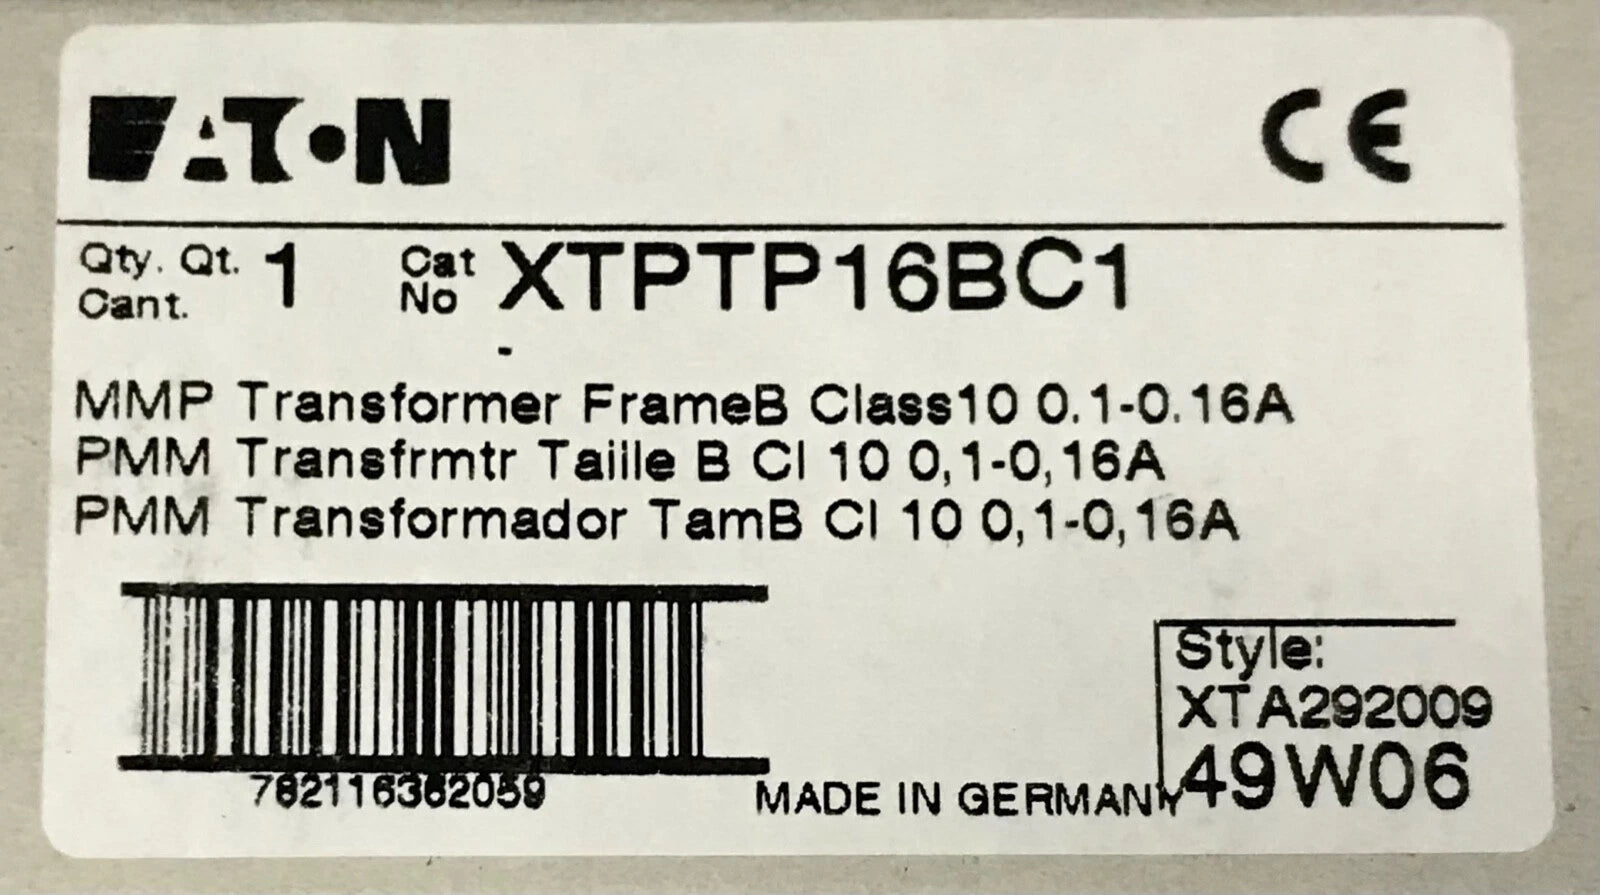 EATON CE
Qty. Qt. Cant. 1 Cat No XTPTP16BC1
-
MMP Transformer FrameB Class10 0.1-0.16A
PMM Transfrmtr Taille B Cl 10 0,1-0,16A
PMM Transformador TamB Cl 10 0,1-0,16A
782116362059
MADE IN GERMANY
Style:
XTA292009
49W06